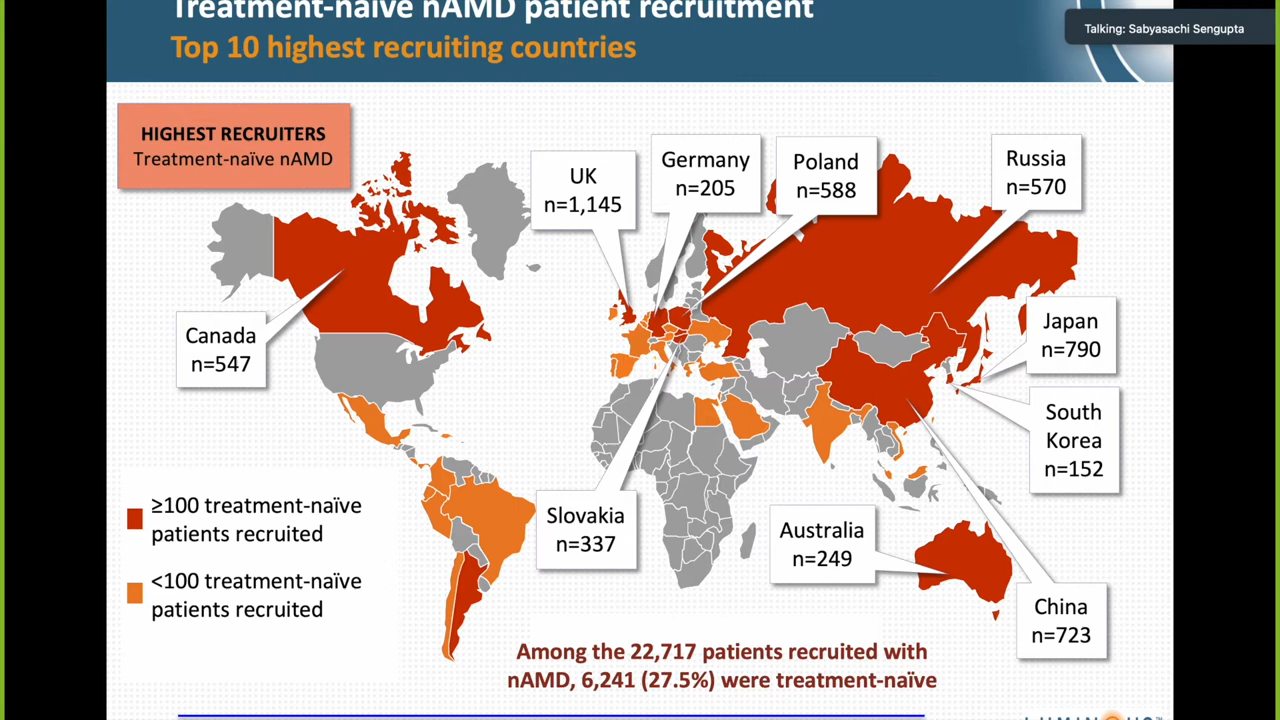 Treatment-naïve nAMD patient recruitment
Top 10 highest recruiting countries
Talking: Sabyasachi Sengupta
HIGHEST RECRUITERS
Treatment-naïve nAMD
UK
n=1,145
Germany
n=205
Poland
n=588
Russia
n=570
Canada
n=547
Japan
n=790
South
Korea
n=152
Slovakia
n=337
Australia
n=249
China
n=723
≥100 treatment-naïve
patients recruited
<100 treatment-naïve
patients recruited
Among the 22,717 patients recruited with
nAMD, 6,241 (27.5%) were treatment-naïve